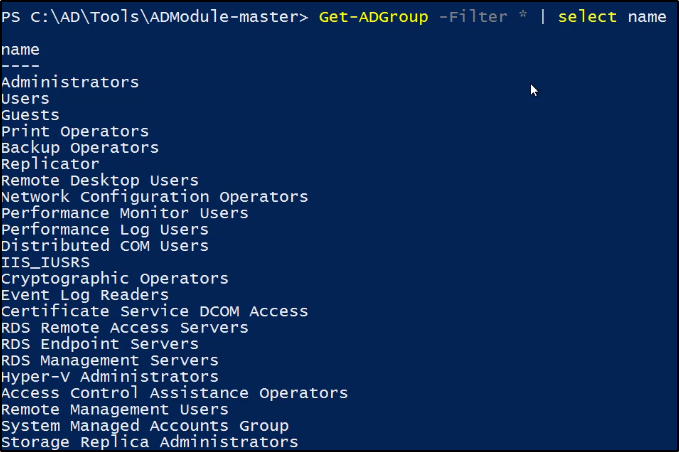 PS C:\AD\Tools\ADModule-master> Get-ADGroup -Filter * | select name
name
----
Administrators
Users
Guests
Print Operators
Backup Operators
Replicator
Remote Desktop Users
Network Configuration Operators
Performance Monitor Users
Performance Log Users
Distributed COM Users
IIS_IUSRS
Cryptographic Operators
Event Log Readers
Certificate Service DCOM Access
RDS Remote Access Servers
RDS Endpoint Servers
RDS Management Servers
Hyper-V Administrators
Access Control Assistance Operators
Remote Management Users
System Managed Accounts Group
Storage Replica Administrators